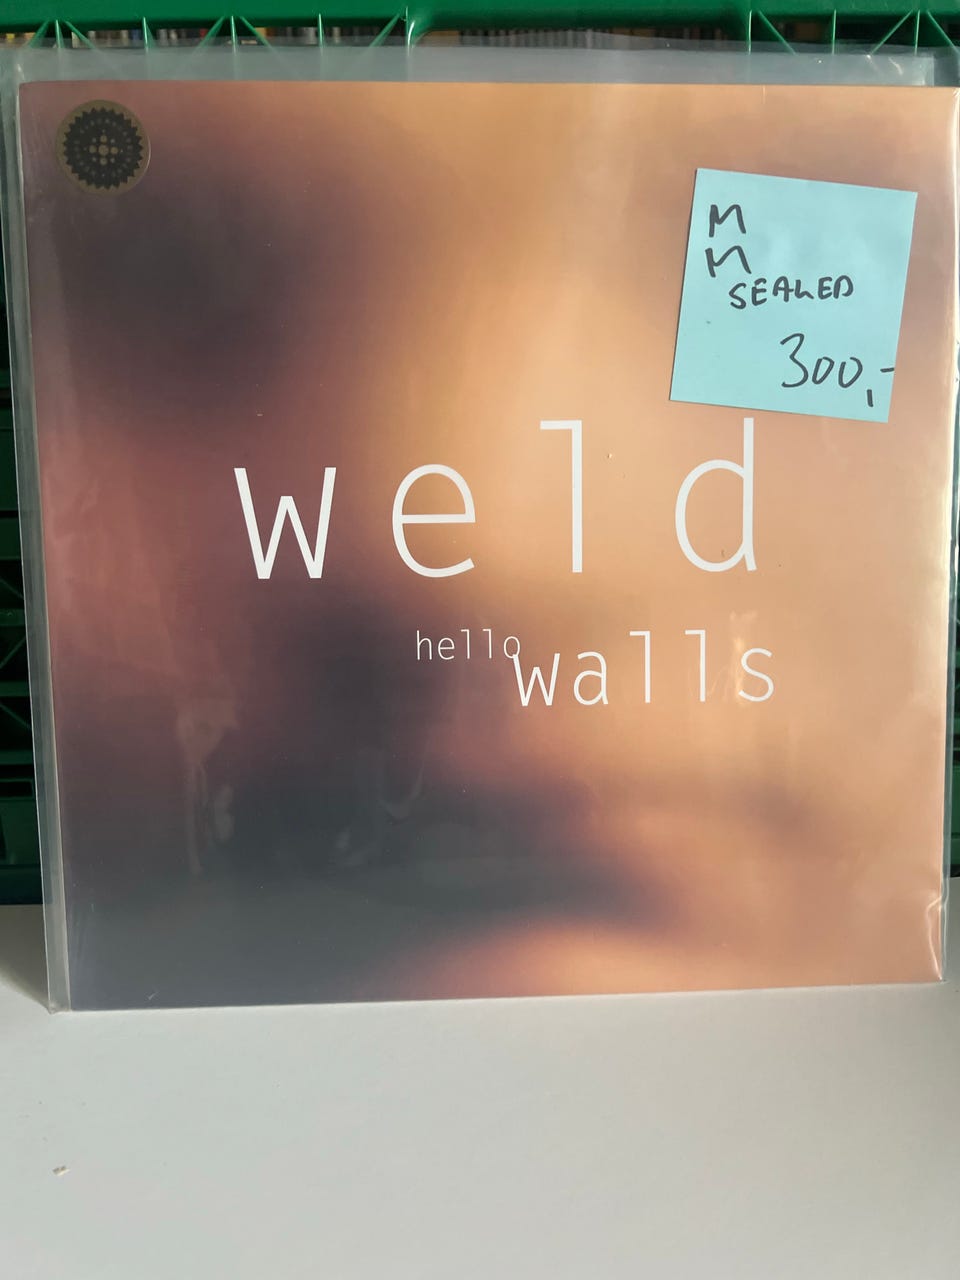 M
M
SEALED
300,-
weld
hello
walls